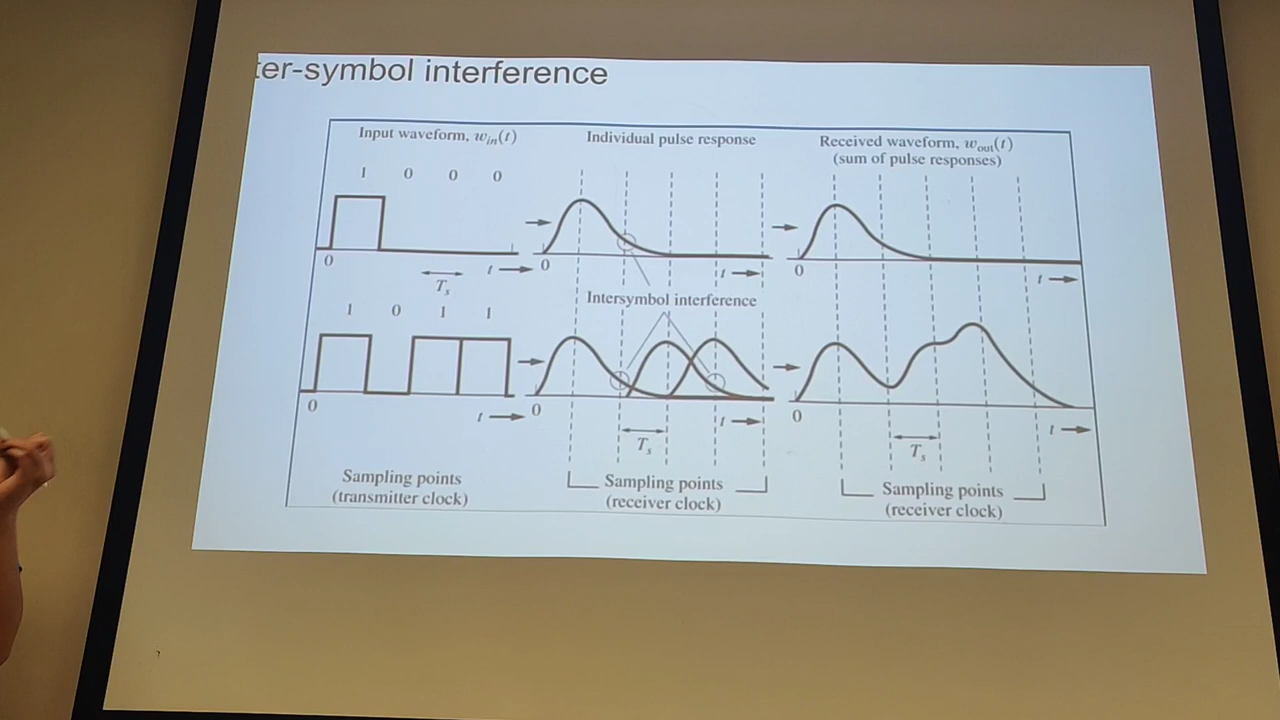 ter-symbol interference
Input waveform, w_in(t)
Individual pulse response
Received waveform, w_out(t)
(sum of pulse responses)
1 0 0 0
0
T_s
t
0
t
0
t
Intersymbol interference
1 0 1 1
0
t
0
t
T_s
0
t
T_s
Sampling points
(transmitter clock)
Sampling points
(receiver clock)
Sampling points
(receiver clock)